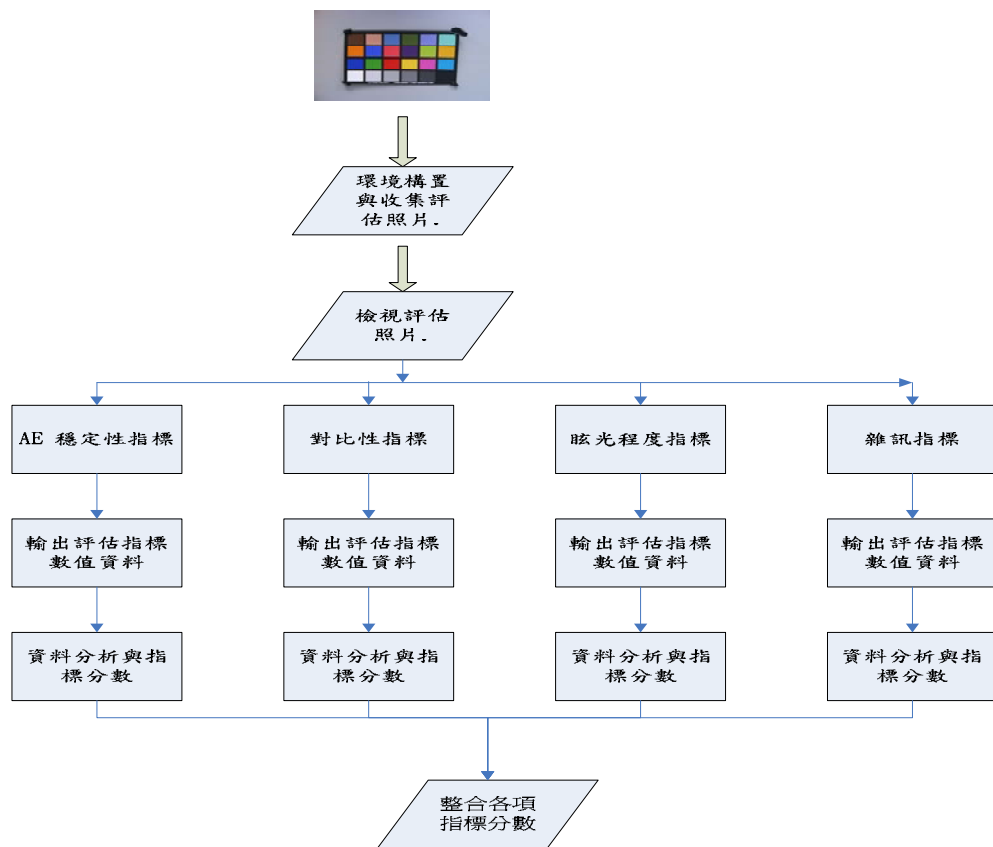 環境構置
與收集評
估照片.
檢視評估
照片.
AE 穩定性指標
對比性指標
眩光程度指標
雜訊指標
輸出評估指標
數值資料
輸出評估指標
數值資料
輸出評估指標
數值資料
輸出評估指標
數值資料
資料分析與指
標分數
資料分析與指
標分數
資料分析與指
標分數
資料分析與指
標分數
整合各項
指標分數